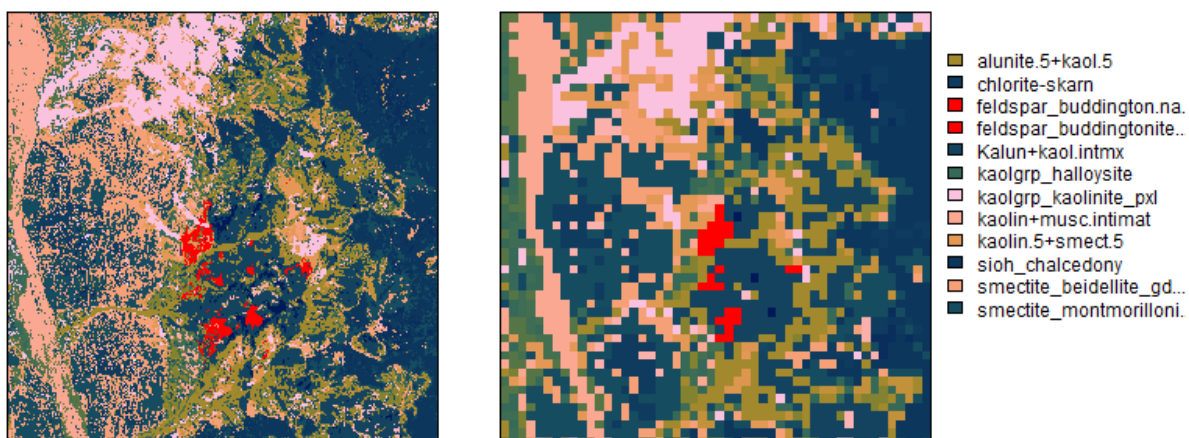 alunite.5+kaol.5
chlorite-skarn
feldspar_buddington.na.
feldspar_buddingtonite...
Kalun+kaol.intmx
kaolgrp_halloysite
kaolgrp_kaolinite_pxl
kaolin+musc.intimat
kaolin.5+smect.5
sioh_chalcedony
smectite_beidellite_gd...
smectite_montmorilloni.